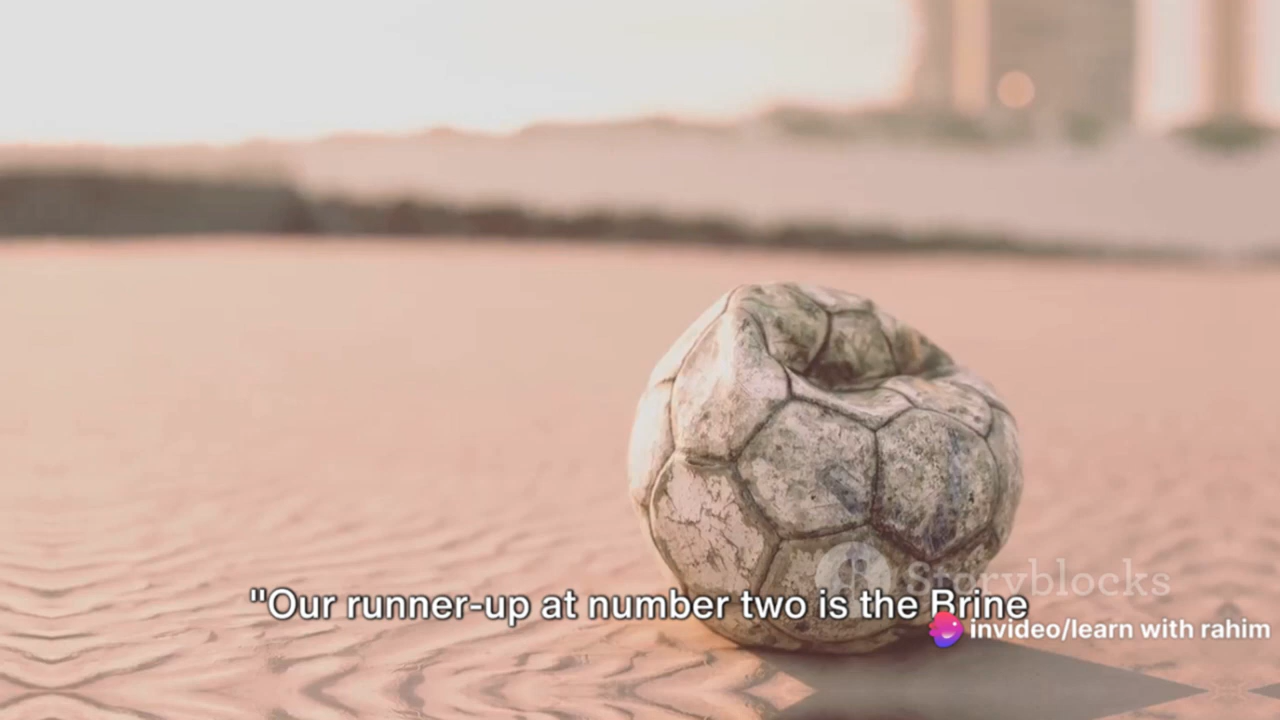 Storyblocks
"Our runner-up at number two is the Brine
invideo/learn with rahim